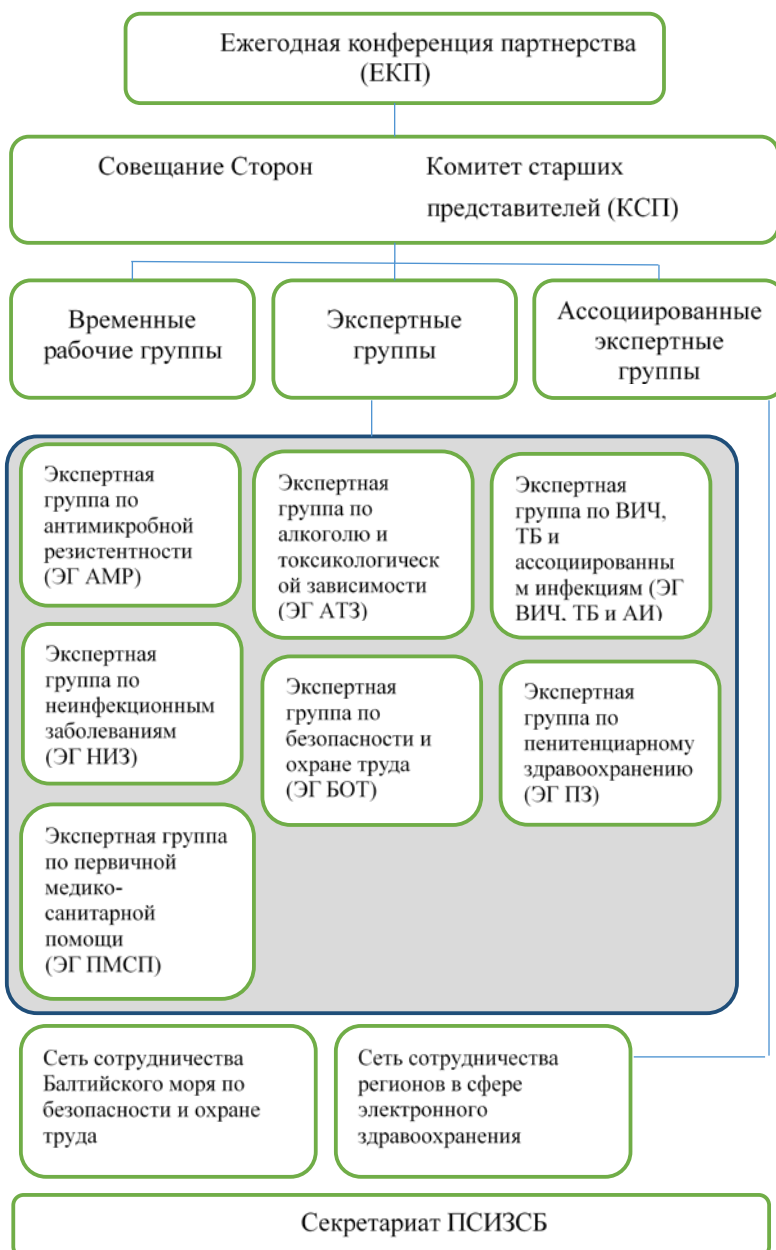 Ежегодная конференция партнерства
(ЕКП)
Совещание Сторон
Комитет старших
представителей (КСП)
Временные
рабочие группы
Экспертные
группы
Ассоциированные
экспертные
группы
Экспертная
группа по
антимикробной
резистентности
(ЭГ АМР)
Экспертная
группа по
алкоголю и
токсикологическ
ой зависимости
(ЭГ АТЗ)
Экспертная
группа по ВИЧ,
ТБ и
ассоциированны
м инфекциям (ЭГ
ВИЧ, ТБ и АИ)
Экспертная
группа по
неинфекционным
заболеваниям
(ЭГ НИЗ)
Экспертная
группа по
безопасности и
охране труда
(ЭГ БОТ)
Экспертная
группа по
пенитенциарному
здравоохранению
(ЭГ ПЗ)
Экспертная группа
по первичной
медико-
санитарной
помощи
(ЭГ ПМСП)
Сеть сотрудничества
Балтийского моря по
безопасности и охране
труда
Сеть сотрудничества
регионов в сфере
электронного
здравоохранения
Секретариат ПСИЗСБ